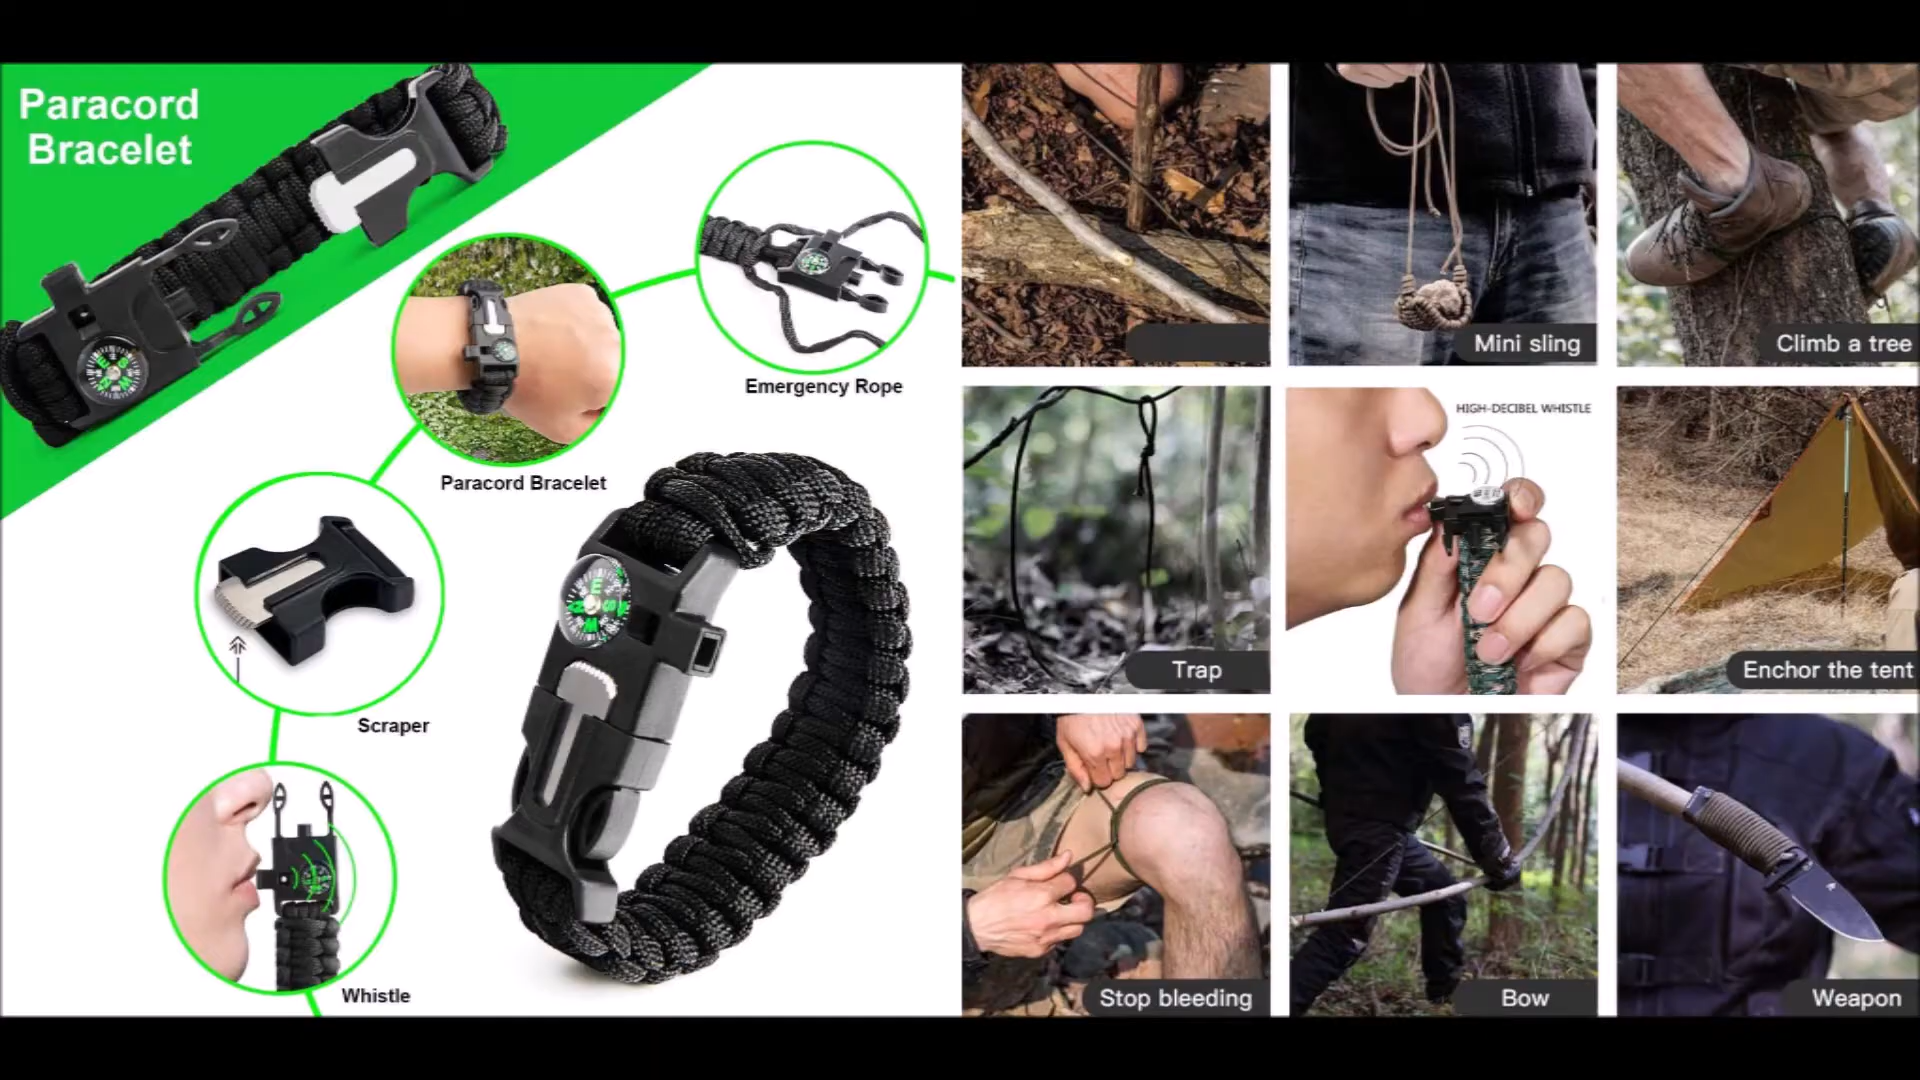 Paracord
Bracelet
Emergency Rope
Paracord Bracelet
Scraper
Whistle
Mini sling
Climb a tree
Trap
HIGH-DECIBEL WHISTLE
Enchor the tent
Stop bleeding
Bow
Weapon